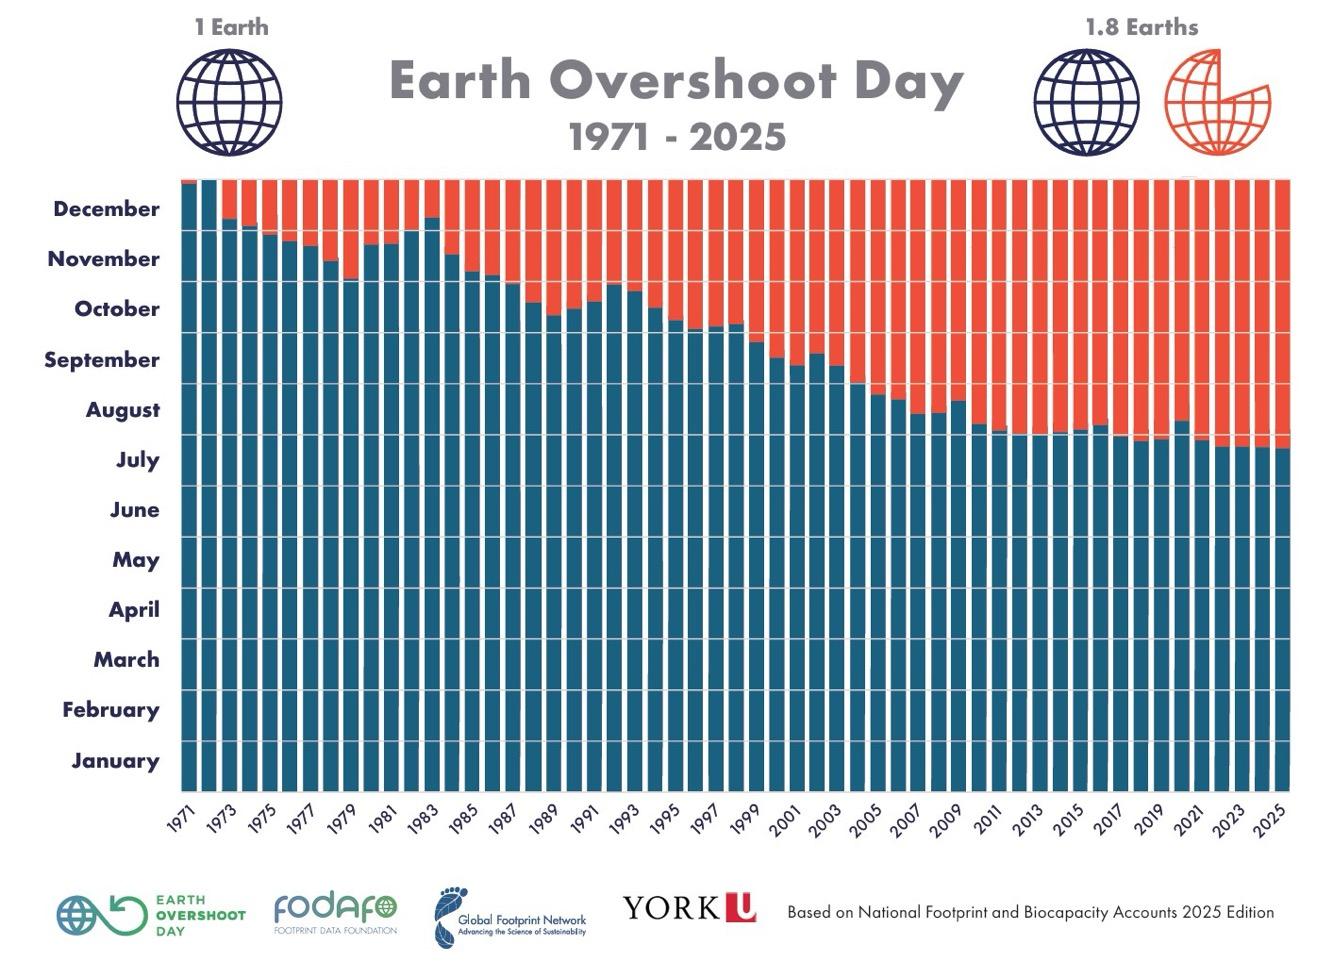 1 Earth
1.8 Earths
Earth Overshoot Day
1971 - 2025
December
November
October
September
August
July
June
May
April
March
February
January
1971 1973 1975 1977 1979 1981 1983 1985 1987 1989 1991 1993 1995 1997 1999 2001 2003 2005 2007 2009 2011 2013 2015 2017 2019 2021 2023 2025
EARTH
OVERSHOOT
DAY
fodafo
FOOTPRINT DATA FOUNDATION
Global Footprint Network
Advancing the Science of Sustainability
YORK U
Based on National Footprint and Biocapacity Accounts 2025 Edition